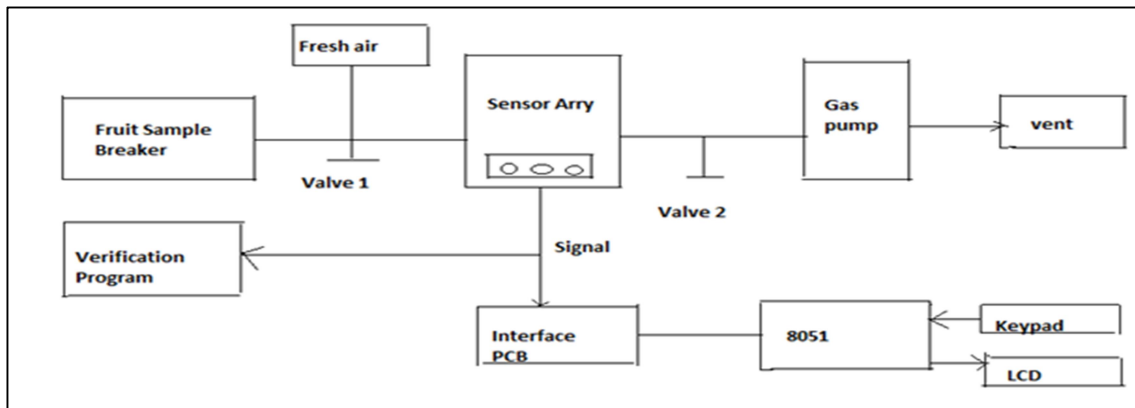 Fresh air
Sensor Arry
Gas
pump
vent
Fruit Sample
Breaker
Valve 1
Valve 2
Verification
Program
Signal
Interface
PCB
8051
Keypad
LCD